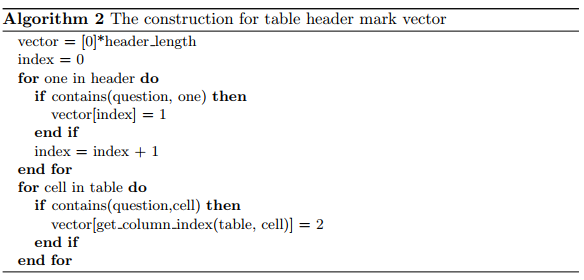 Algorithm 2 The construction for table header mark vector
vector = [0]*header_length
index = 0
for one in header do
if contains(question, one) then
vector[index] = 1
end if
index = index + 1
end for
for cell in table do
if contains(question,cell) then
vector[get_column_index(table, cell)] = 2
end if
end for